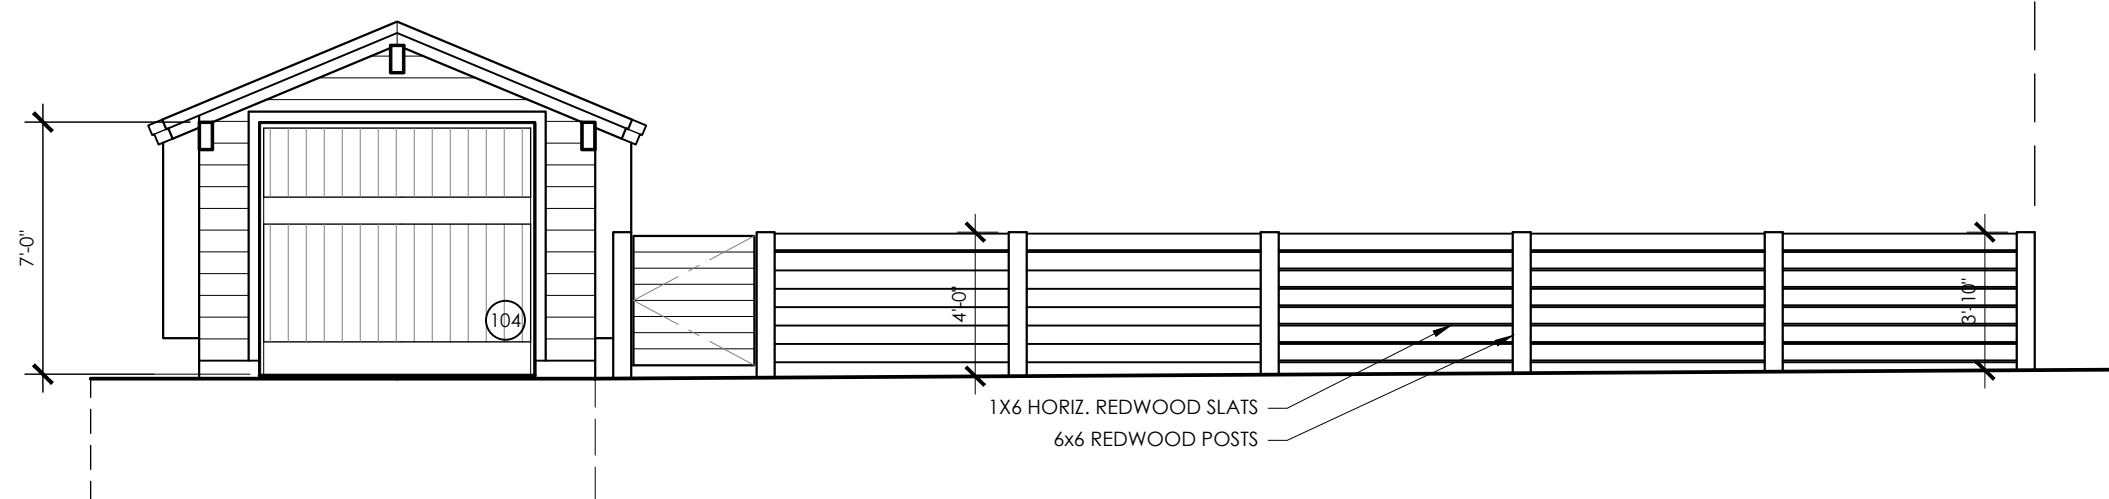 7'-0"
104
4'-0"
3'-10"
1X6 HORIZ. REDWOOD SLATS
6x6 REDWOOD POSTS